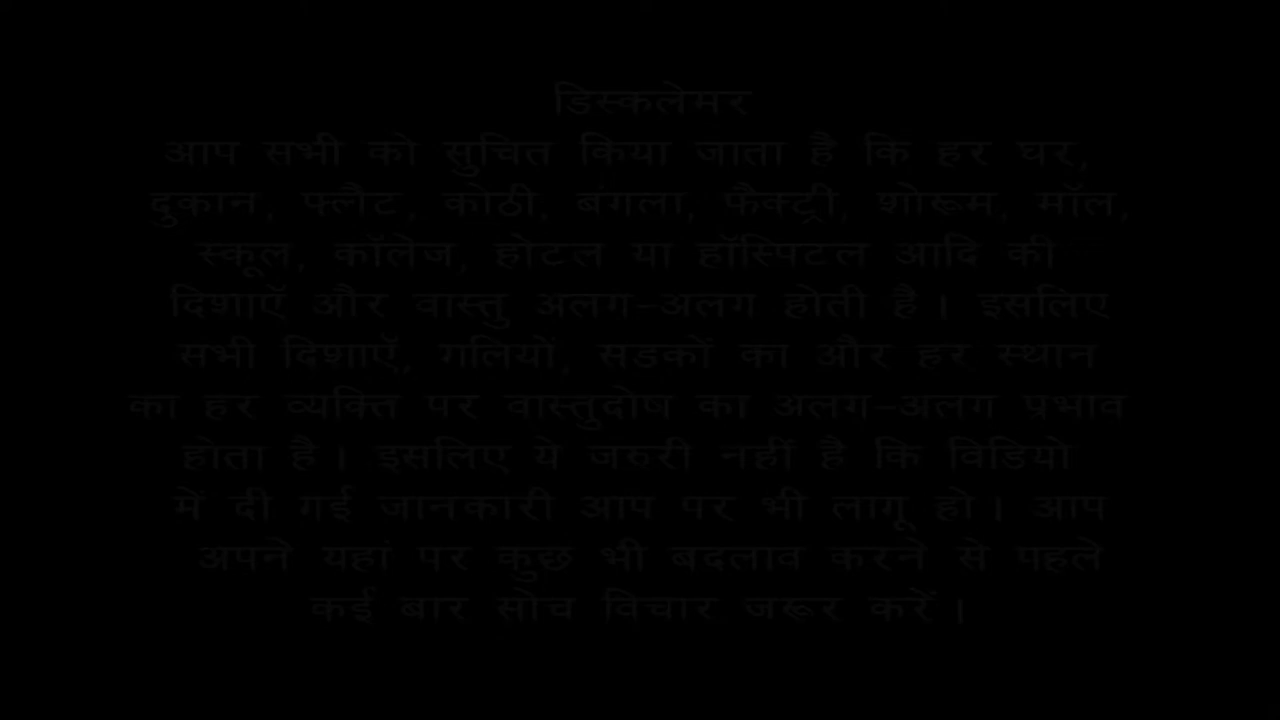 डिस्कलेमर
आप सभी को सुचित किया जाता है कि हर घर,
दुकान, फ्लैट, कोठी, बंगला, फैक्ट्री, शोरूम, मॉल,
स्कूल, कॉलेज, होटल या हॉस्पिटल आदि की
दिशाएॅ और वास्तु अलग-अलग होती है। इसलिए
सभी दिशाएॅ, गलियों, सडकों का और हर स्थान
का हर व्यक्ति पर वास्तुदोष का अलग-अलग प्रभाव
होता है। इसलिए ये जरुरी नहीं है कि विडियो
में दी गई जानकारी आप पर भी लागू हो। आप
अपने यहां पर कुछ भी बदलाव करने से पहले
कई बार सोच विचार जरूर करें।